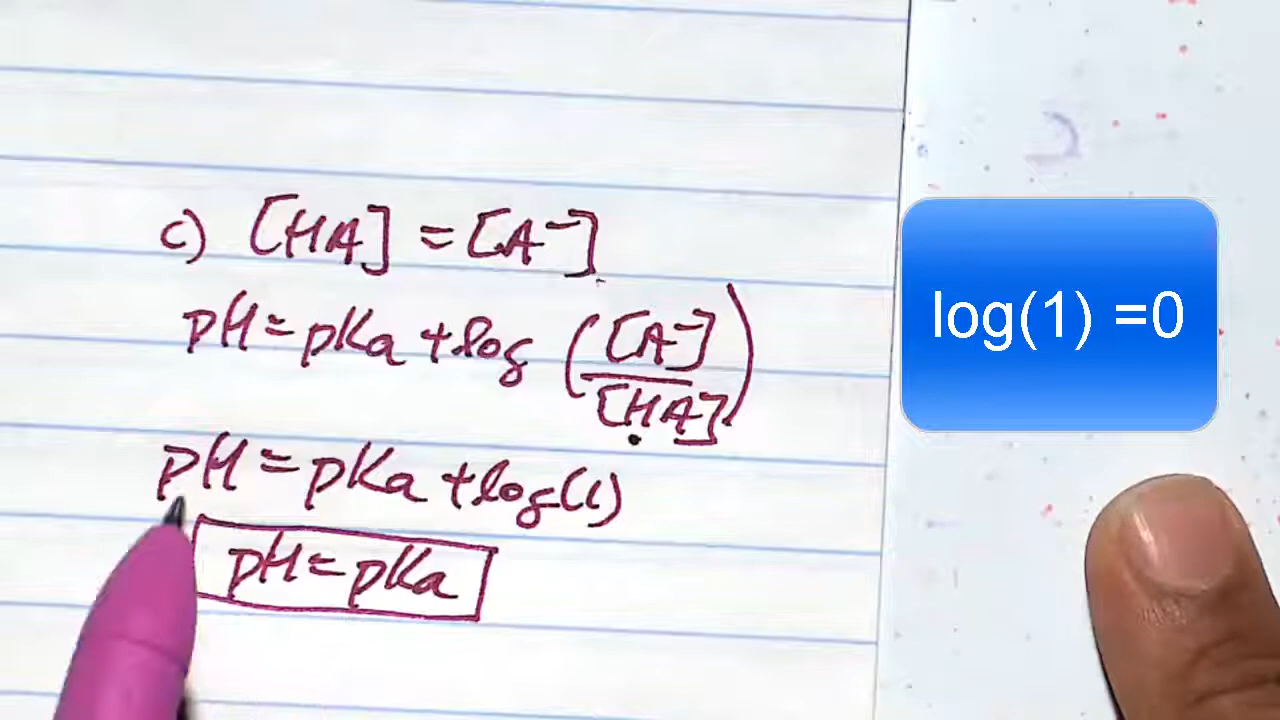 c) [HA] = [A⁻]
pH = pKa + log ([A⁻]/[HA])
pH = pKa + log(1)
pH = pKa
log(1) =0